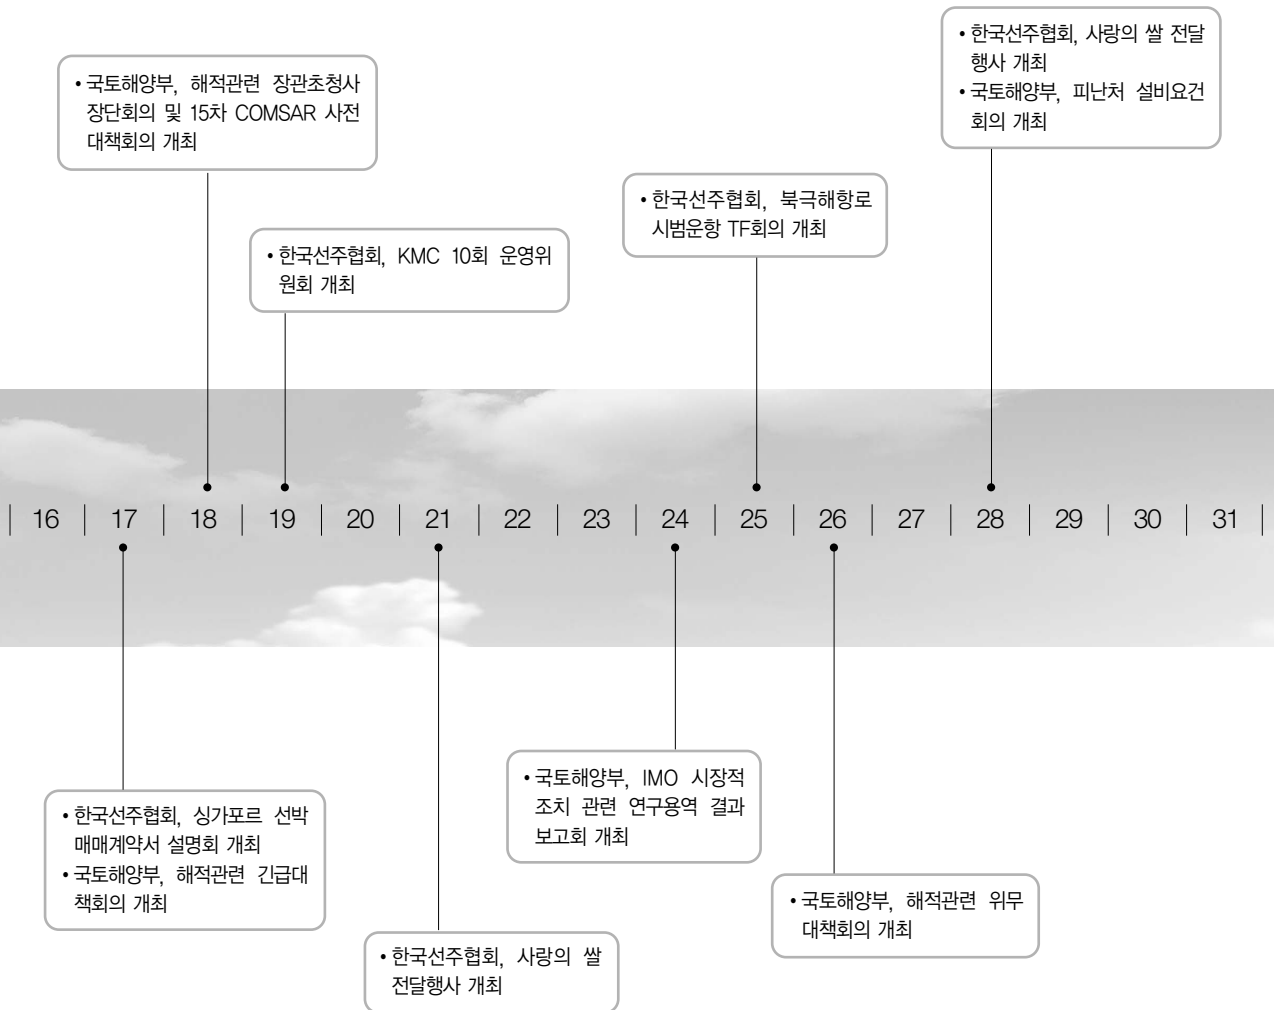 • 한국선주협회, 사랑의 쌀 전달
행사 개최
• 국토해양부, 피난처 설비요건
회의 개최
• 국토해양부, 해적관련 장관초청사
장단회의 및 15차 COMSAR 사전
대책회의 개최
• 한국선주협회, 북극해항로
시범운항 TF회의 개최
• 한국선주협회, KMC 10회 운영위
원회 개최
16 17 18 19 20 21 22 23 24 25 26 27 28 29 30 31
• 한국선주협회, 싱가포르 선박
매매계약서 설명회 개최
• 국토해양부, 해적관련 긴급대
책회의 개최
• 국토해양부, IMO 시장적
조치 관련 연구용역 결과
보고회 개최
• 국토해양부, 해적관련 위무
대책회의 개최
• 한국선주협회, 사랑의 쌀
전달행사 개최